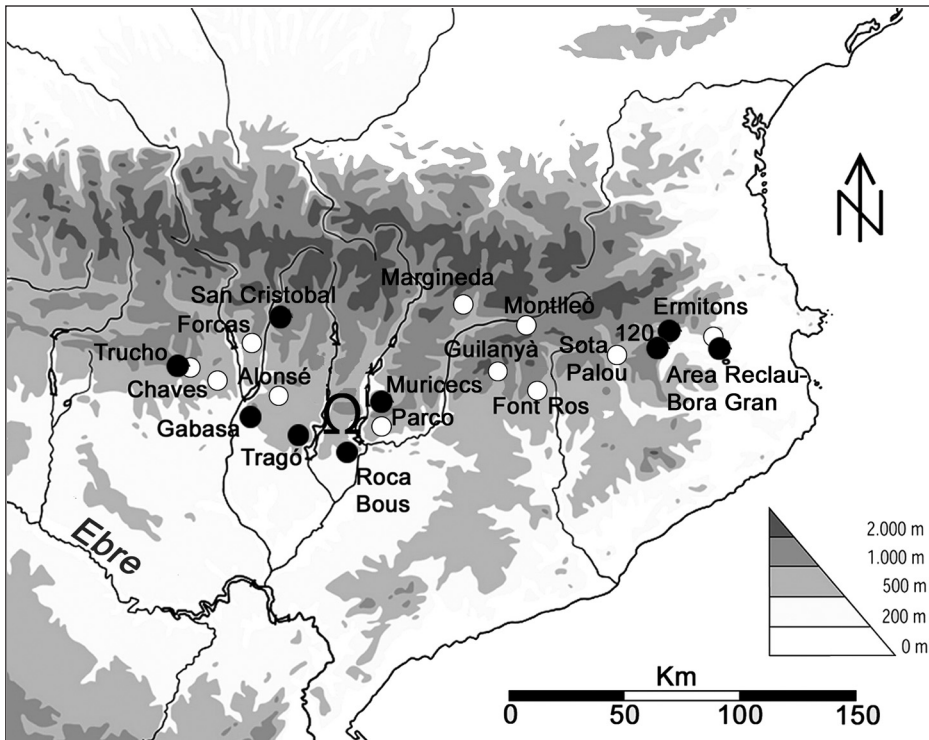 N
Margineda
San Cristobal
Montlleó
Ermitons
Forcas
120
Sota
Palou
Guilanyà
Trucho
Alonsé
Chaves
Muricecs
Area Reclau-
Bora Gran
Font Ros
Ω
Parco
Gabasa
Tragó
Roca
Bous
Ebre
2.000 m
1.000 m
500 m
200 m
0 m
Km
0 50 100 150